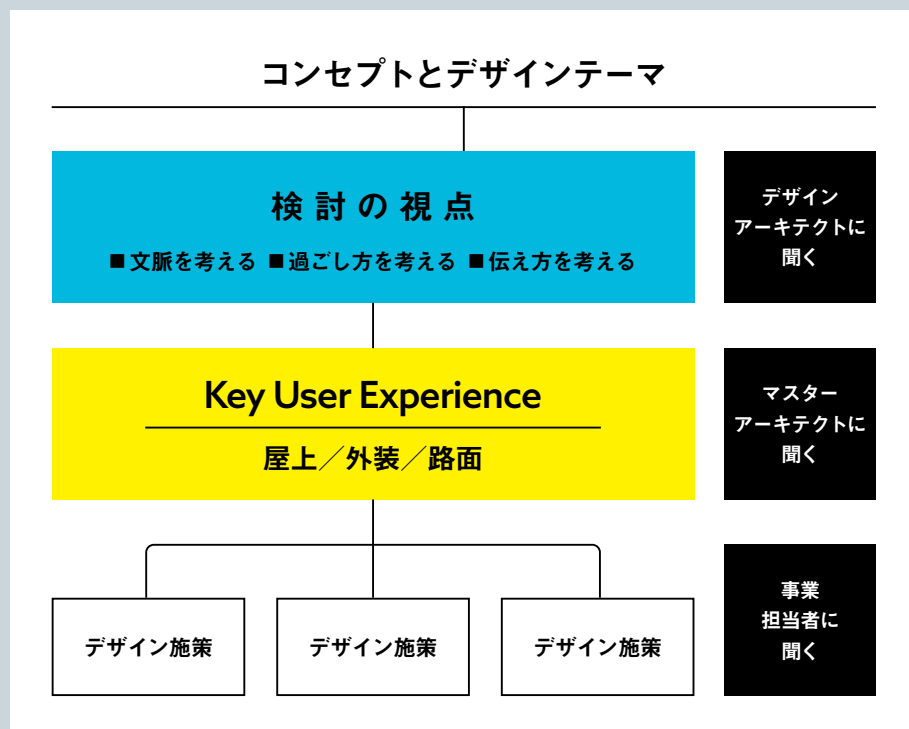 コンセプトとデザインテーマ
検討の視点
■文脈を考える ■過ごし方を考える ■伝え方を考える
デザイン
アーキテクトに
聞く
Key User Experience
屋上／外装／路面
マスター
アーキテクトに
聞く
デザイン施策
デザイン施策
デザイン施策
事業
担当者に
聞く